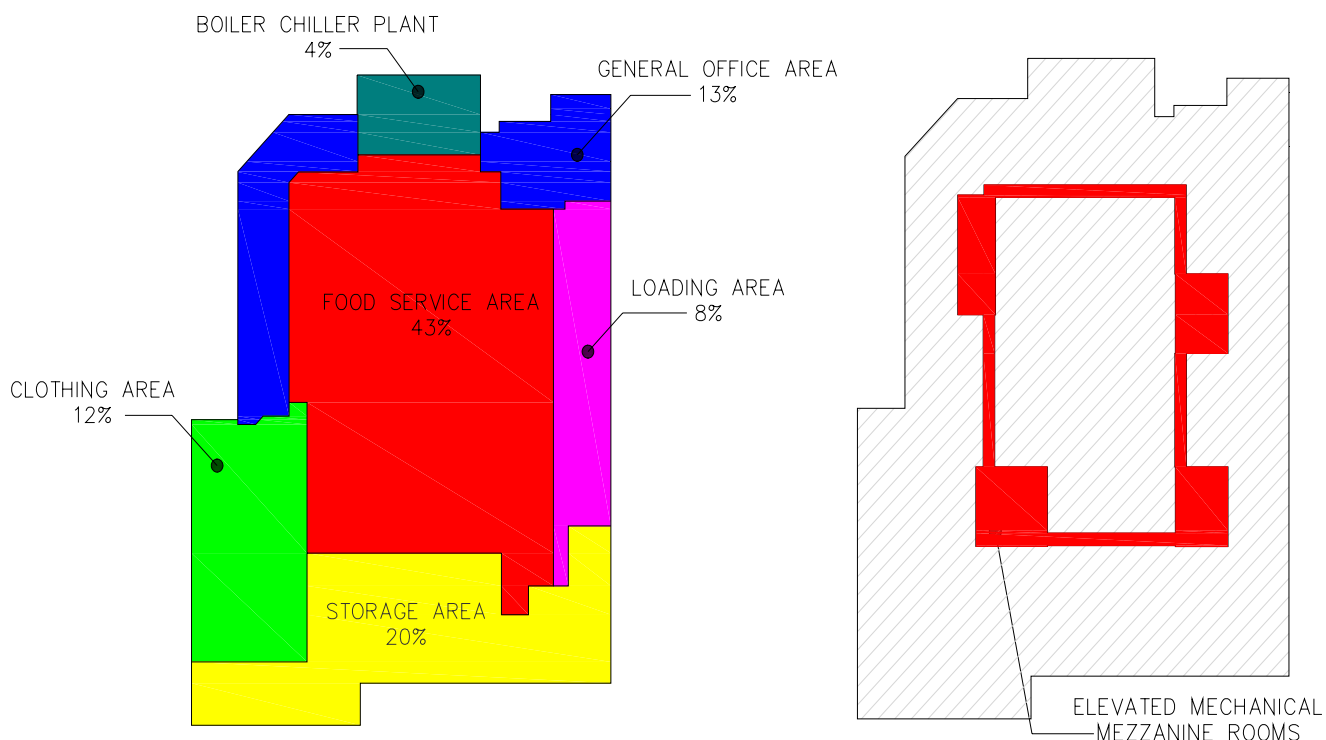 BOILER CHILLER PLANT
4%
GENERAL OFFICE AREA
13%
FOOD SERVICE AREA
43%
LOADING AREA
8%
CLOTHING AREA
12%
STORAGE AREA
20%
ELEVATED MECHANICAL
MEZZANINE ROOMS